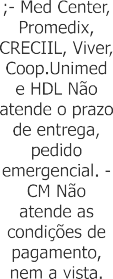 ;- Med Center,
Promedix,
CRECIIL, Viver,
Coop.Unimed
e HDL Não
atende o prazo
de entrega,
pedido
emergencial. -
CM Não
atende as
condições de
pagamento,
nem a vista.